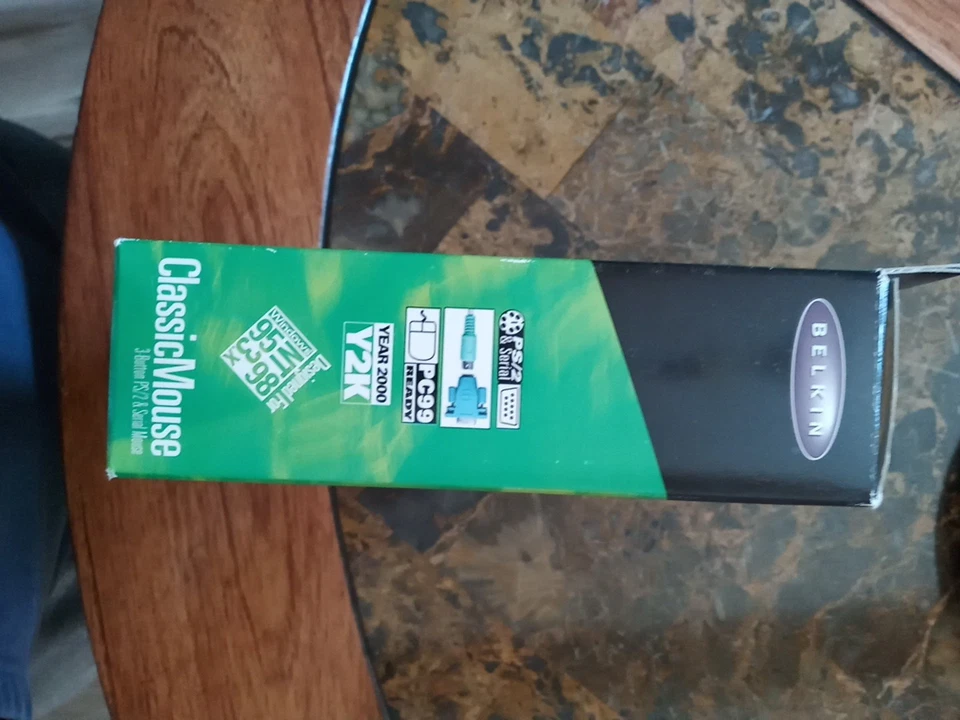 BELKIN
PS/2
& Serial
PC99
READY
YEAR 2000
Y2K
Designed For
NT 98
95 3.x
Windows
ClassicMouse
3-Button PS/2 & Serial Mouse